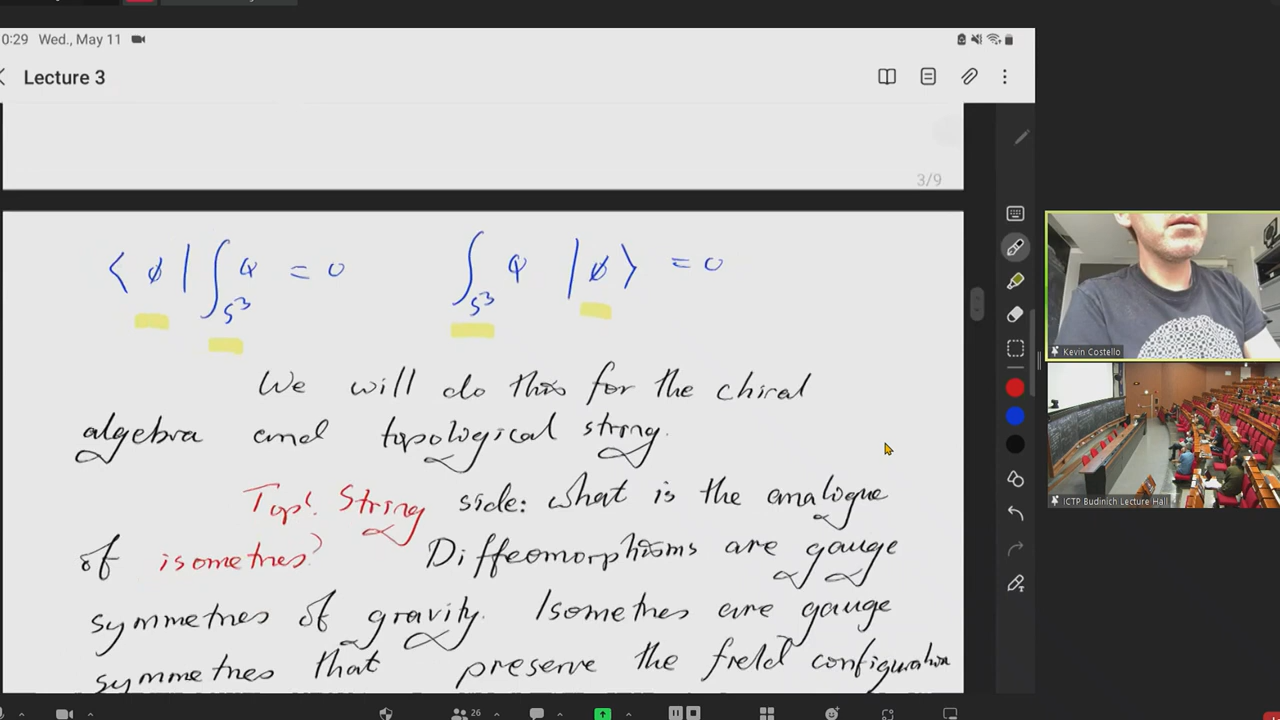 0:29 Wed., May 11
Lecture 3
3/9
⟨ φ | ∫_{S³} Q = 0 ∫_{S³} Q | φ ⟩ = 0
We will do this for the chiral
algebra and topological string.
Topl. String side: what is the analogue
of isometries? Diffeomorphisms are gauge
symmetries of gravity. Isometries are gauge
symmetries that preserve the field configuration
Kevin Costello
ICTP Budinich Lecture Hall
26